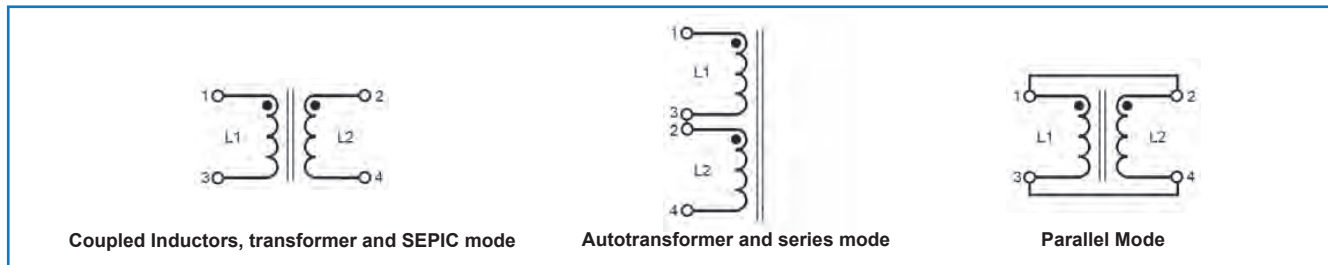 1
2
L1
L2
3
4
Coupled Inductors, transformer and SEPIC mode
1
L1
3
2
L2
4
Autotransformer and series mode
1
2
L1
L2
3
4
Parallel Mode